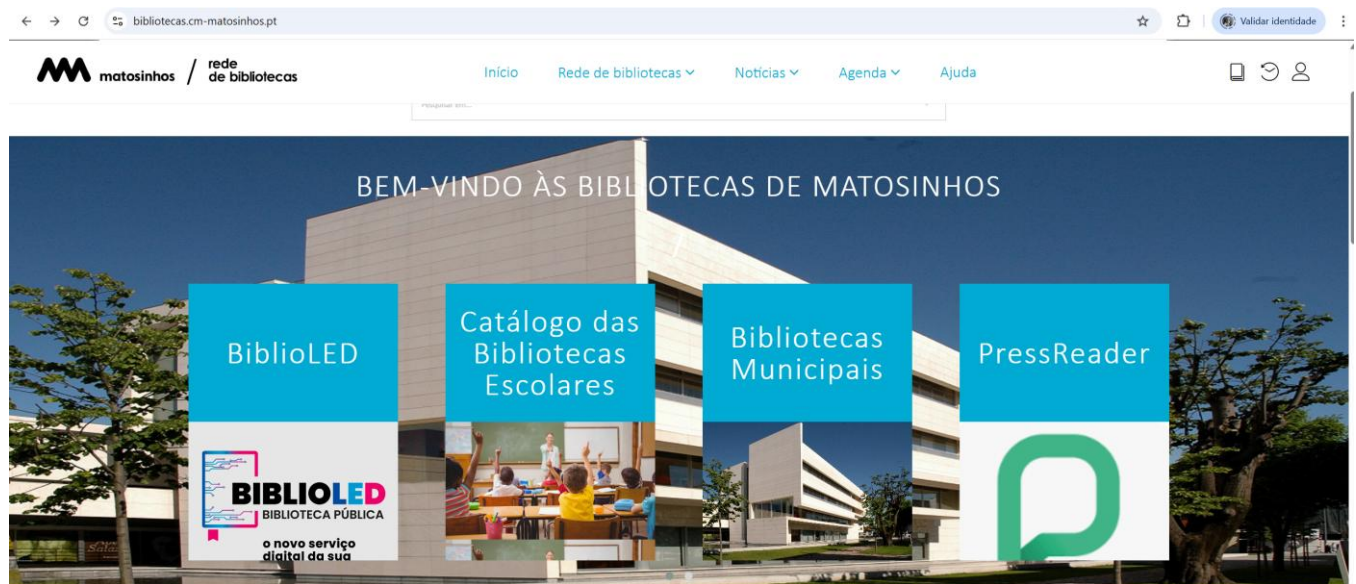 bibliotecas.cm-matosinhos.pt
Validar identidade
matosinhos / rede de bibliotecas
Início Rede de bibliotecas Notícias Agenda Ajuda
Pesquisar em...
BEM-VINDO ÀS BIBLIOTECAS DE MATOSINHOS
/
BiblioLED
Catálogo das
Bibliotecas
Escolares
Bibliotecas
Municipais
PressReader
BIBLIOLED
BIBLIOTECA PÚBLICA
o novo serviço
digital da sua